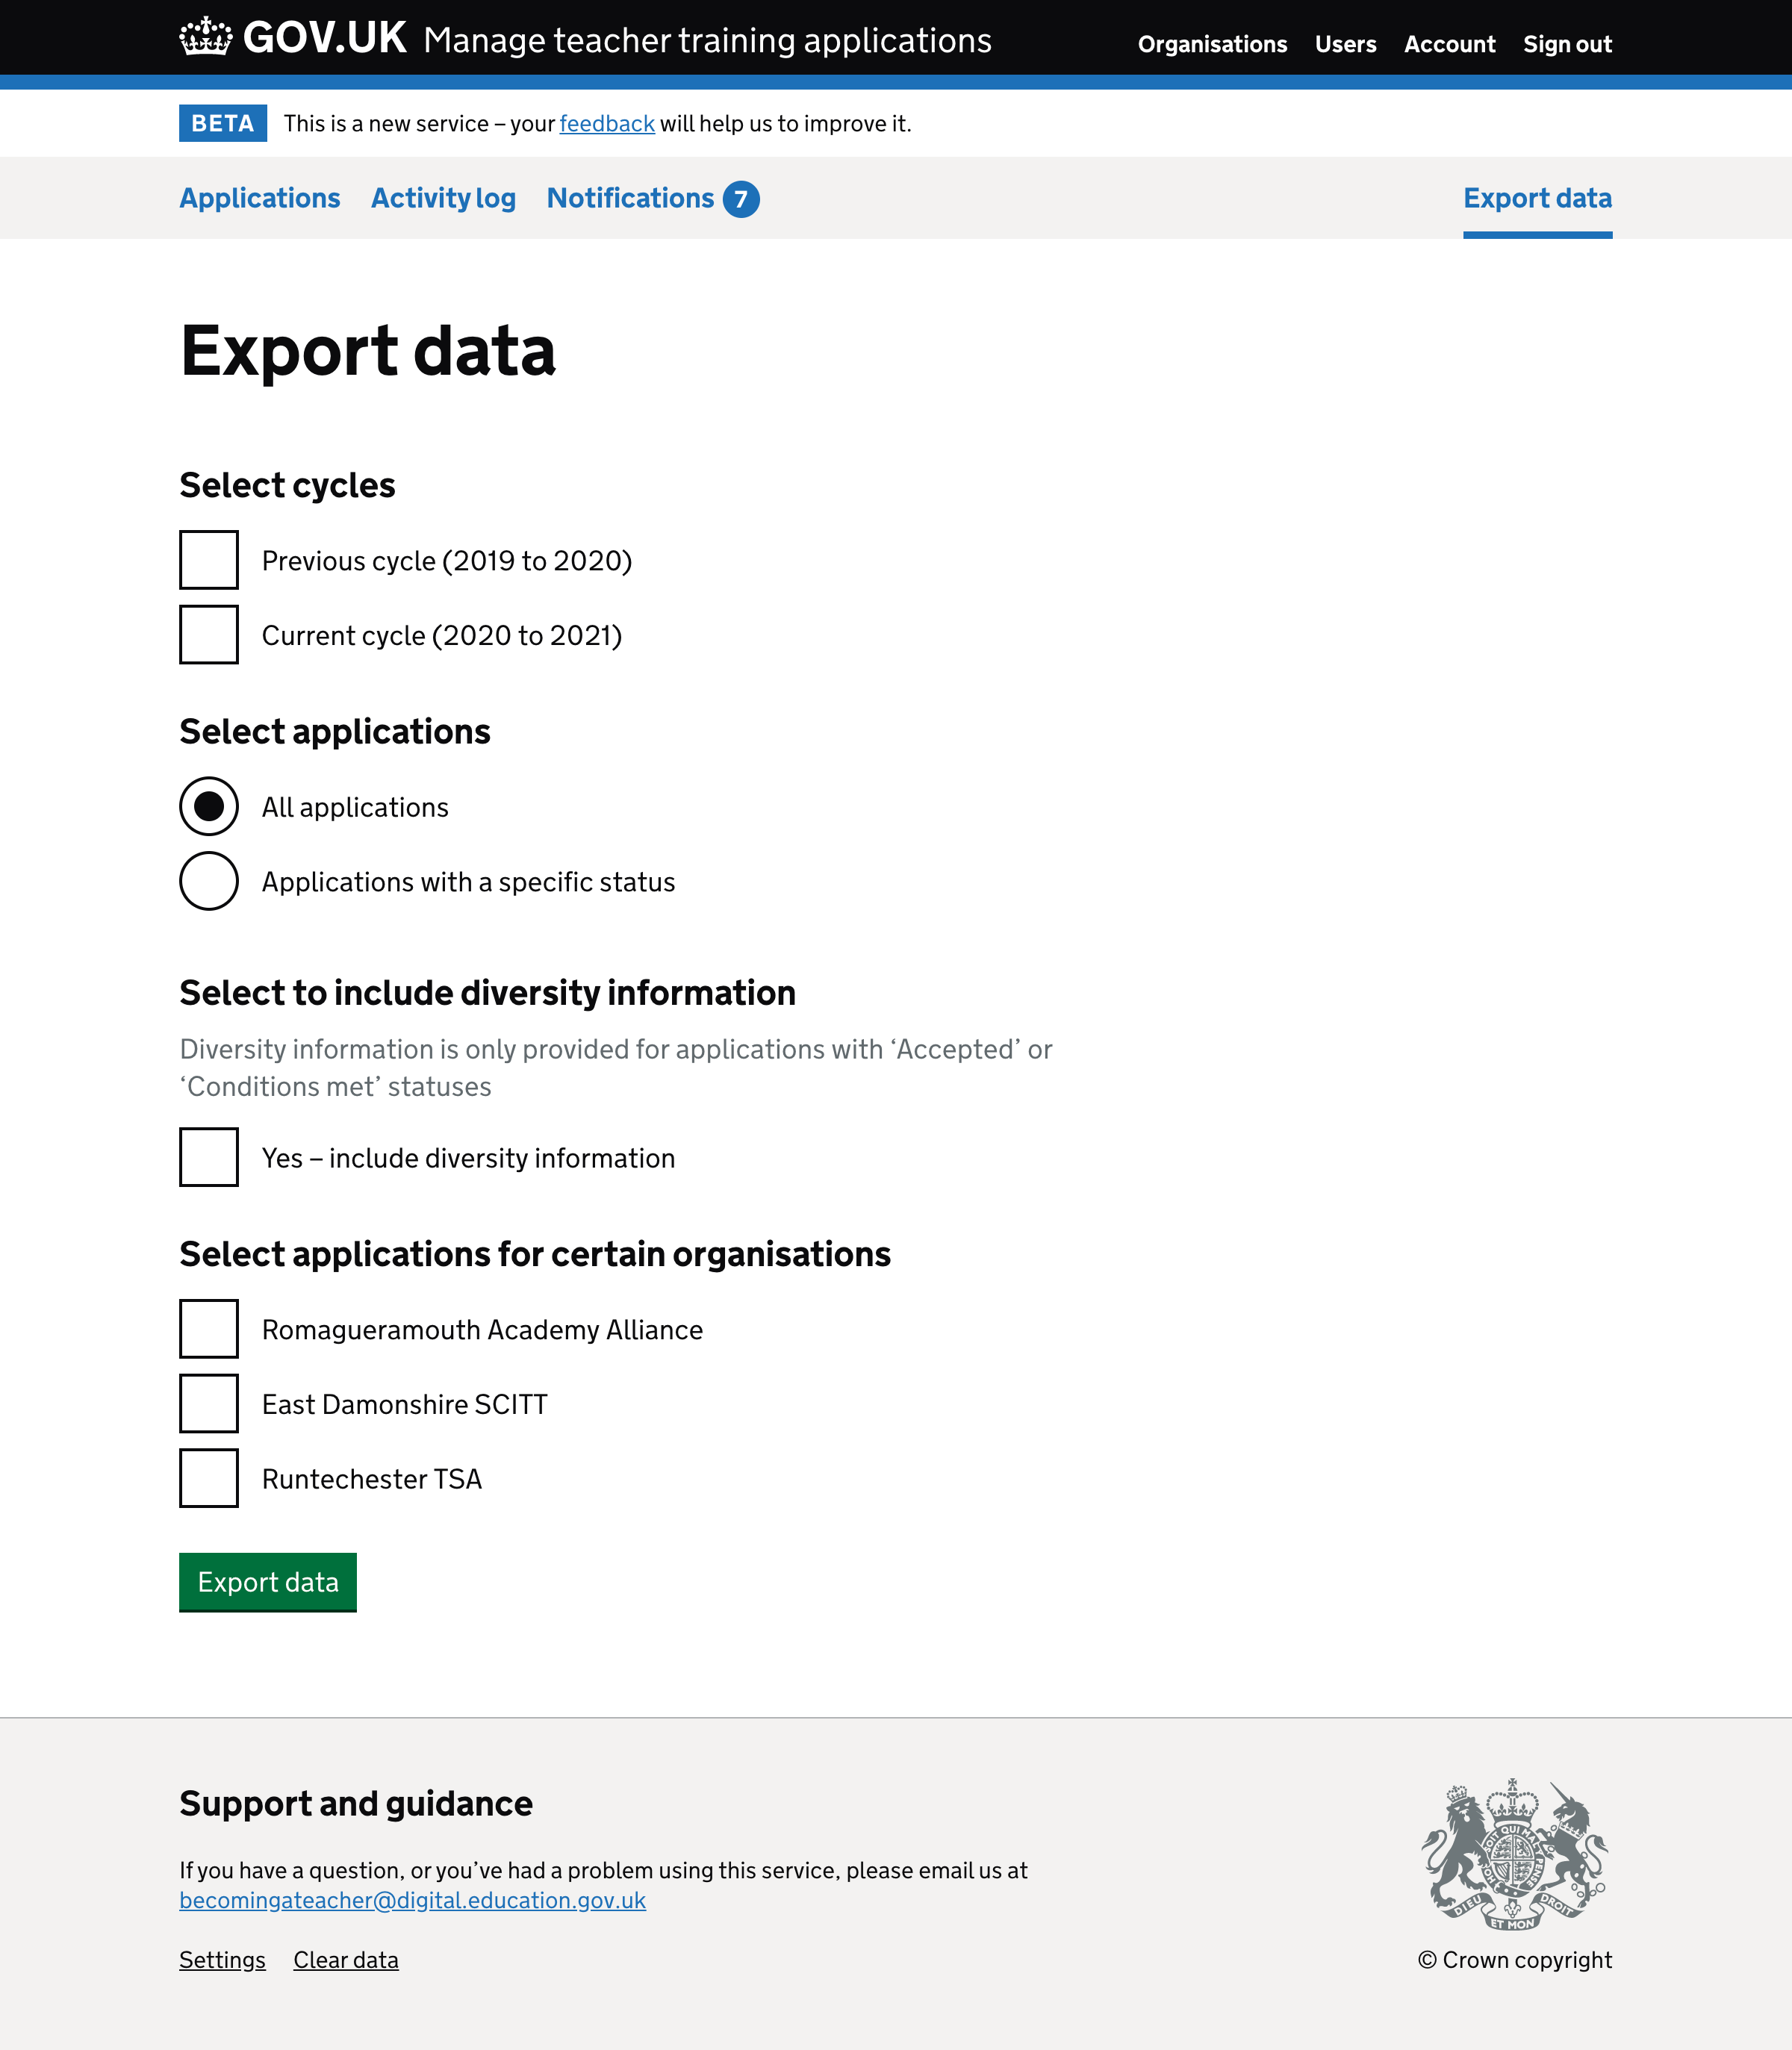 GOV.UK Manage teacher training applications Organisations Users Account Sign out
BETA This is a new service – your feedback will help us to improve it.
Applications Activity log Notifications 7 Export data
Export data
Select cycles
Previous cycle (2019 to 2020)
Current cycle (2020 to 2021)
Select applications
All applications
Applications with a specific status
Select to include diversity information
Diversity information is only provided for applications with ‘Accepted’ or
‘Conditions met’ statuses
Yes – include diversity information
Select applications for certain organisations
Romagueramouth Academy Alliance
East Damonshire SCITT
Runtechester TSA
Export data
Support and guidance
If you have a question, or you’ve had a problem using this service, please email us at
becomingateacher@digital.education.gov.uk
Settings Clear data
DIEU ET MON DROIT
© Crown copyright